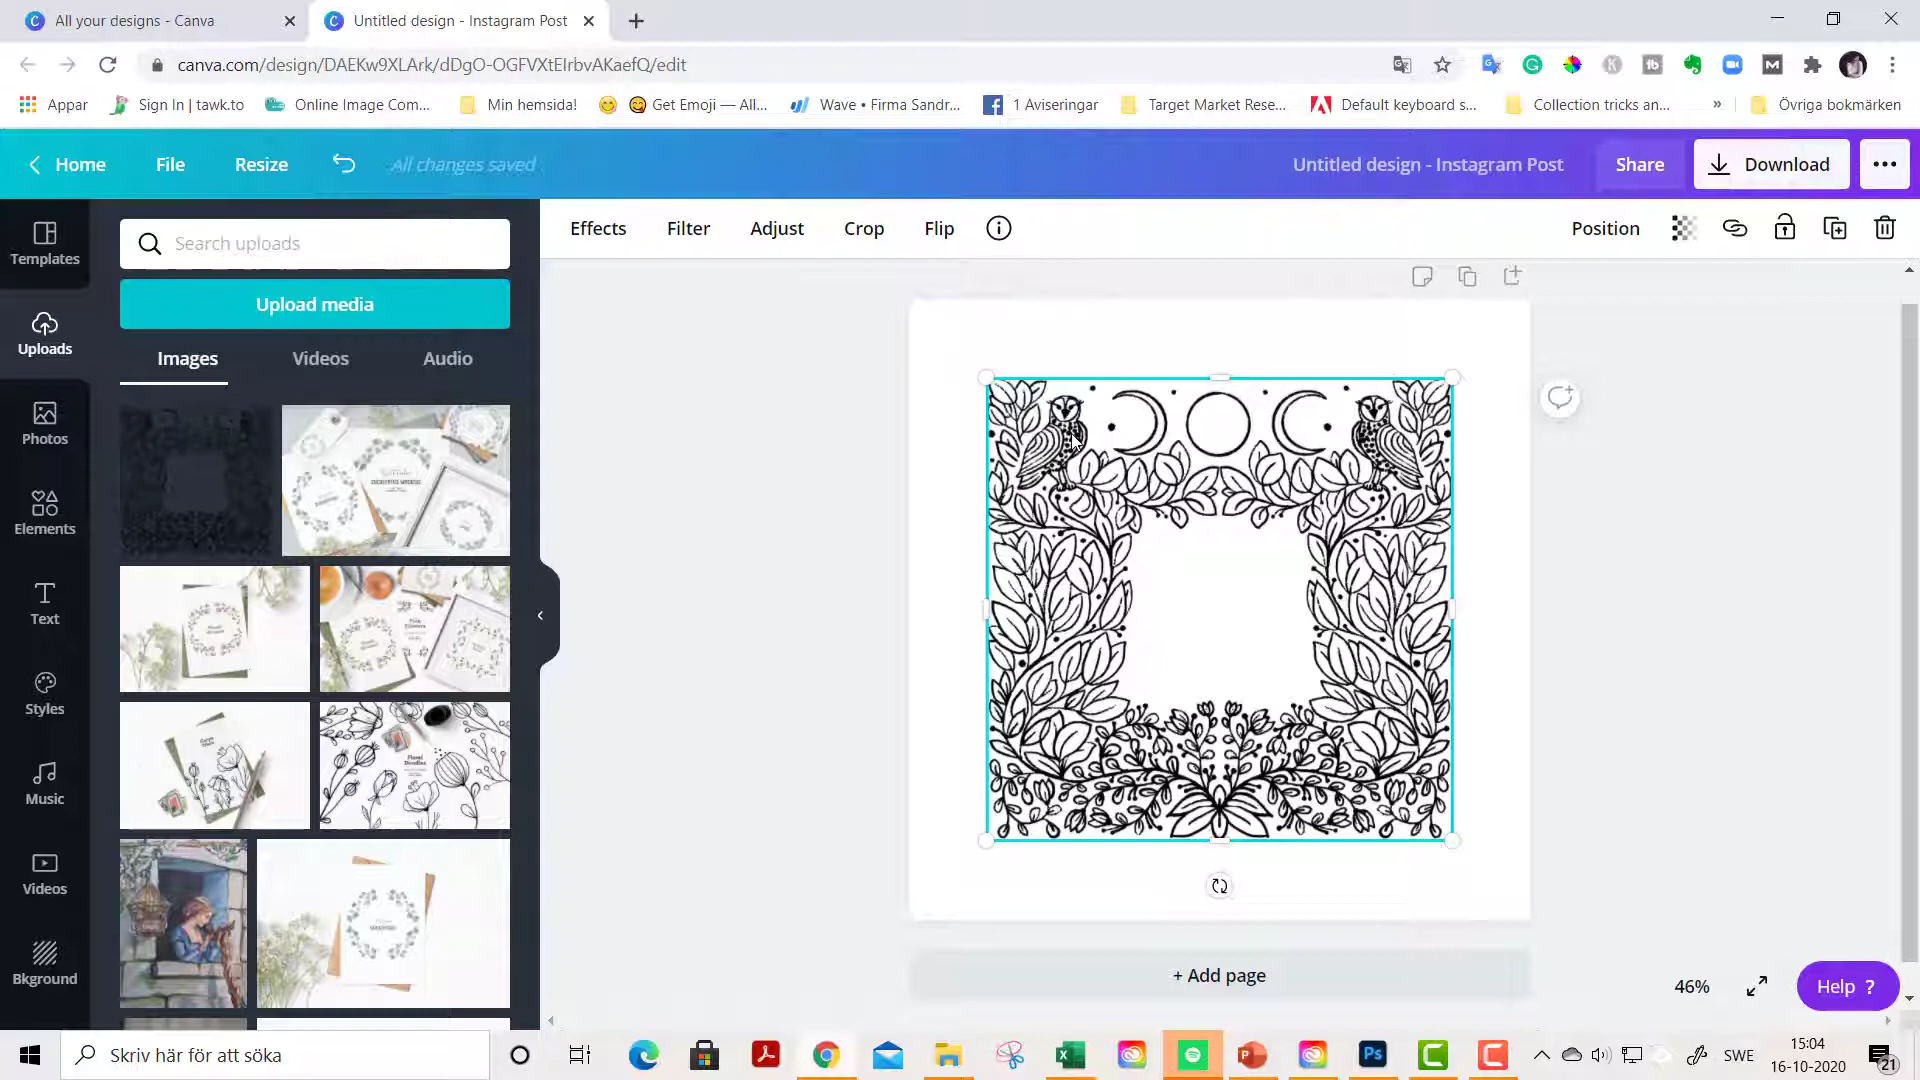 All your designs - Canva
Untitled design - Instagram Post
canva.com/design/DAEKw9XLArk/dDgO-OGFVXtEIrbvAKaefQ/edit
Appar
Sign In | tawk.to
Online Image Com...
Min hemsida!
Get Emoji — All...
Wave • Firma Sandr...
1 Aviseringar
Target Market Rese...
Default keyboard s...
Collection tricks an...
»
Övriga bokmärken
Home
File
Resize
All changes saved
Untitled design - Instagram Post
Share
Download
Templates
Uploads
Photos
Elements
Text
Styles
Music
Videos
Bkground
Search uploads
Upload media
Images
Videos
Audio
Effects
Filter
Adjust
Crop
Flip
Position
+ Add page
46%
Help ?
Skriv här för att söka
SWE
15:04
16-10-2020
21